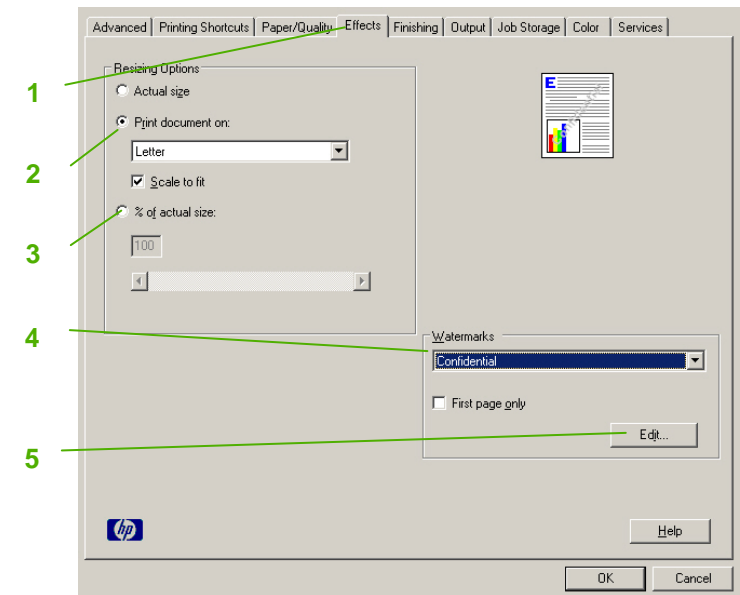 Advanced Printing Shortcuts Paper/Quality Effects Finishing Output Job Storage Color Services
1
Resizing Options
Actual size
E
Print document on:
Letter
2
Scale to fit
% of actual size:
3
100
4
Watermarks
Confidential
First page only
Edit...
5
hp
Help
OK Cancel